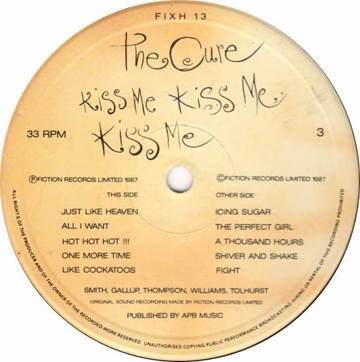 FIXH 13
The Cure
Kiss Me Kiss Me
Kiss Me
33 RPM
3
Ⓟ FICTION RECORDS LIMITED 1987
© FICTION RECORDS LIMITED 1987
THIS SIDE
OTHER SIDE
JUST LIKE HEAVEN
ICING SUGAR
ALL I WANT
THE PERFECT GIRL
HOT HOT HOT !!!
A THOUSAND HOURS
ONE MORE TIME
SHIVER AND SHAKE
LIKE COCKATOOS
FIGHT
SMITH, GALLUP, THOMPSON, WILLIAMS, TOLHURST
ORIGINAL SOUND RECORDING MADE BY FICTION RECORDS LIMITED
PUBLISHED BY APB MUSIC
ALL RIGHTS OF THE PRODUCER AND OF THE OWNER OF THE RECORDED WORK RESERVED UNAUTHORISED COPYING PUBLIC PERFORMANCE BROADCASTING, HIRING OR RENTAL OF THIS RECORDING PROHIBITED